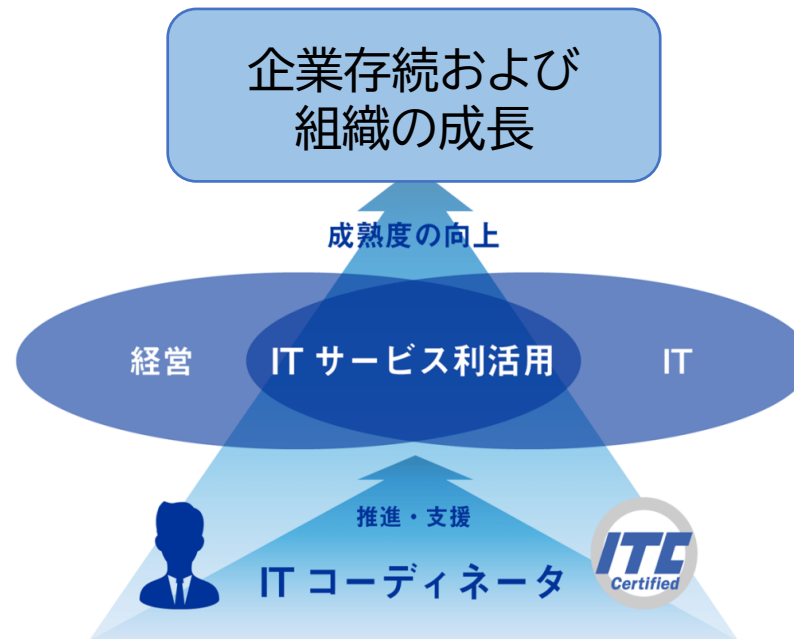 企業存続および
組織の成長
成熟度の向上
経営
IT サービス利活用
IT
推進・支援
IT コーディネータ
ITC
Certified